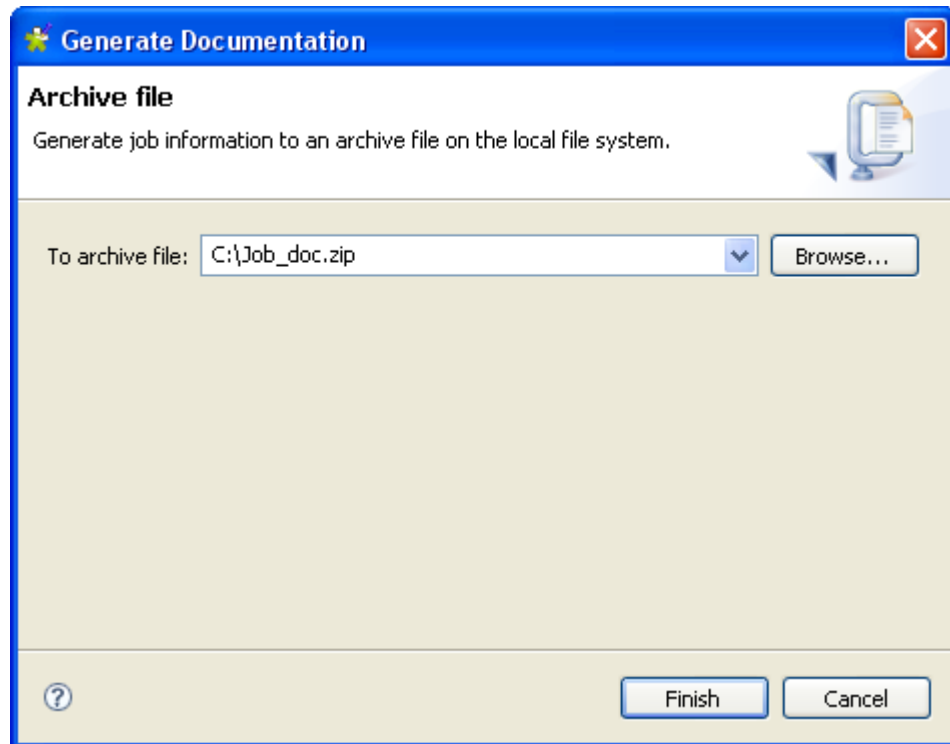 Generate Documentation
Archive file
Generate job information to an archive file on the local file system.
To archive file: C:\Job_doc.zip Browse...
? Finish Cancel